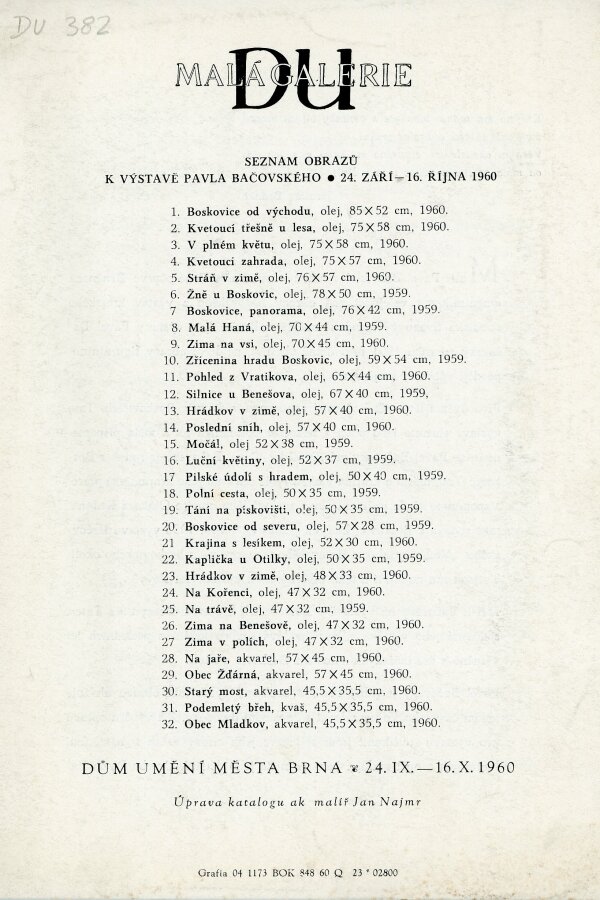 DU 382
MALÁ GALERIE
DU
SEZNAM OBRAZŮ
K VÝSTAVĚ PAVLA BAČOVSKÉHO ● 24. ZÁŘÍ—16. ŘÍJNA 1960
1. Boskovice od východu, olej, 85×52 cm, 1960.
2. Kvetoucí třešně u lesa, olej, 75×58 cm, 1960.
3. V plném květu, olej, 75×58 cm, 1960.
4. Kvetoucí zahrada, olej, 75×57 cm, 1960.
5. Stráň v zimě, olej, 76×57 cm, 1960.
6. Žně u Boskovic, olej, 78×50 cm, 1959.
7 Boskovice, panorama, olej, 76×42 cm, 1959.
8. Malá Haná, olej, 70×44 cm, 1959.
9. Zima na vsi, olej, 70×45 cm, 1960.
10. Zřícenina hradu Boskovic, olej, 59×54 cm, 1959.
11. Pohled z Vratíkova, olej, 65×44 cm, 1960.
12. Silnice u Benešova, olej, 67×40 cm, 1959,
13. Hrádkov v zimě, olej, 57×40 cm, 1960.
14. Poslední sníh, olej, 57×40 cm, 1960.
15. Močál, olej 52×38 cm, 1959.
16. Luční květiny, olej, 52×37 cm, 1959.
17 Pilské údolí s hradem, olej, 50×40 cm, 1959.
18. Polní cesta, olej, 50×35 cm, 1959.
19. Tání na pískovišti, olej, 50×35 cm, 1959.
20. Boskovice od severu, olej, 57×28 cm, 1959.
21 Krajina s lesíkem, olej, 52×30 cm, 1960.
22. Kaplička u Otilky, olej, 50×35 cm, 1959.
23. Hrádkov v zimě, olej, 48×33 cm, 1960.
24. Na Kořenci, olej, 47×32 cm, 1960.
25. Na trávě, olej, 47×32 cm, 1959.
26. Zima na Benešově, olej, 47×32 cm, 1960.
27 Zima v polích, olej, 47×32 cm, 1960.
28. Na jaře, akvarel, 57×45 cm, 1960.
29. Obec Žďárná, akvarel, 57×45 cm, 1960.
30. Starý most, akvarel, 45,5×35,5 cm, 1960.
31. Podemletý břeh, kvaš, 45,5×35,5 cm, 1960.
32. Obec Mladkov, akvarel, 45,5×35,5 cm, 1960.
DŮM UMĚNÍ MĚSTA BRNA ❦ 24. IX.—16. X. 1960
Úprava katalogu ak malíř Jan Najmr
Grafia 04 1173 BOK 848 60 Q 23 * 02800